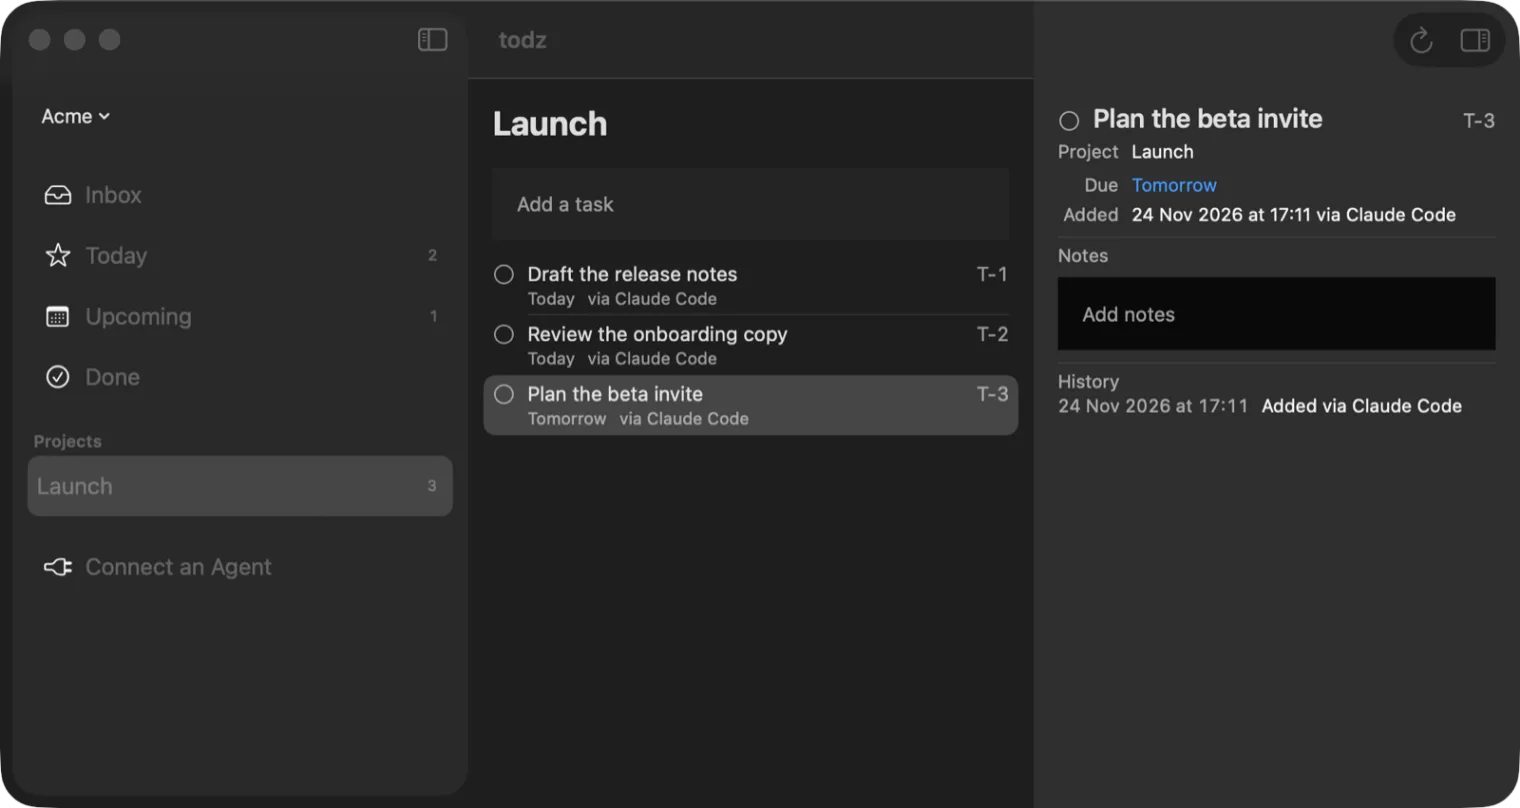 todz
Acme
Inbox
Today 2
Upcoming 1
Done
Projects
Launch 3
Connect an Agent
Launch
Add a task
Draft the release notes T-1
Today via Claude Code
Review the onboarding copy T-2
Today via Claude Code
Plan the beta invite T-3
Tomorrow via Claude Code
Plan the beta invite T-3
Project Launch
Due Tomorrow
Added 24 Nov 2026 at 17:11 via Claude Code
Notes
Add notes
History
24 Nov 2026 at 17:11 Added via Claude Code